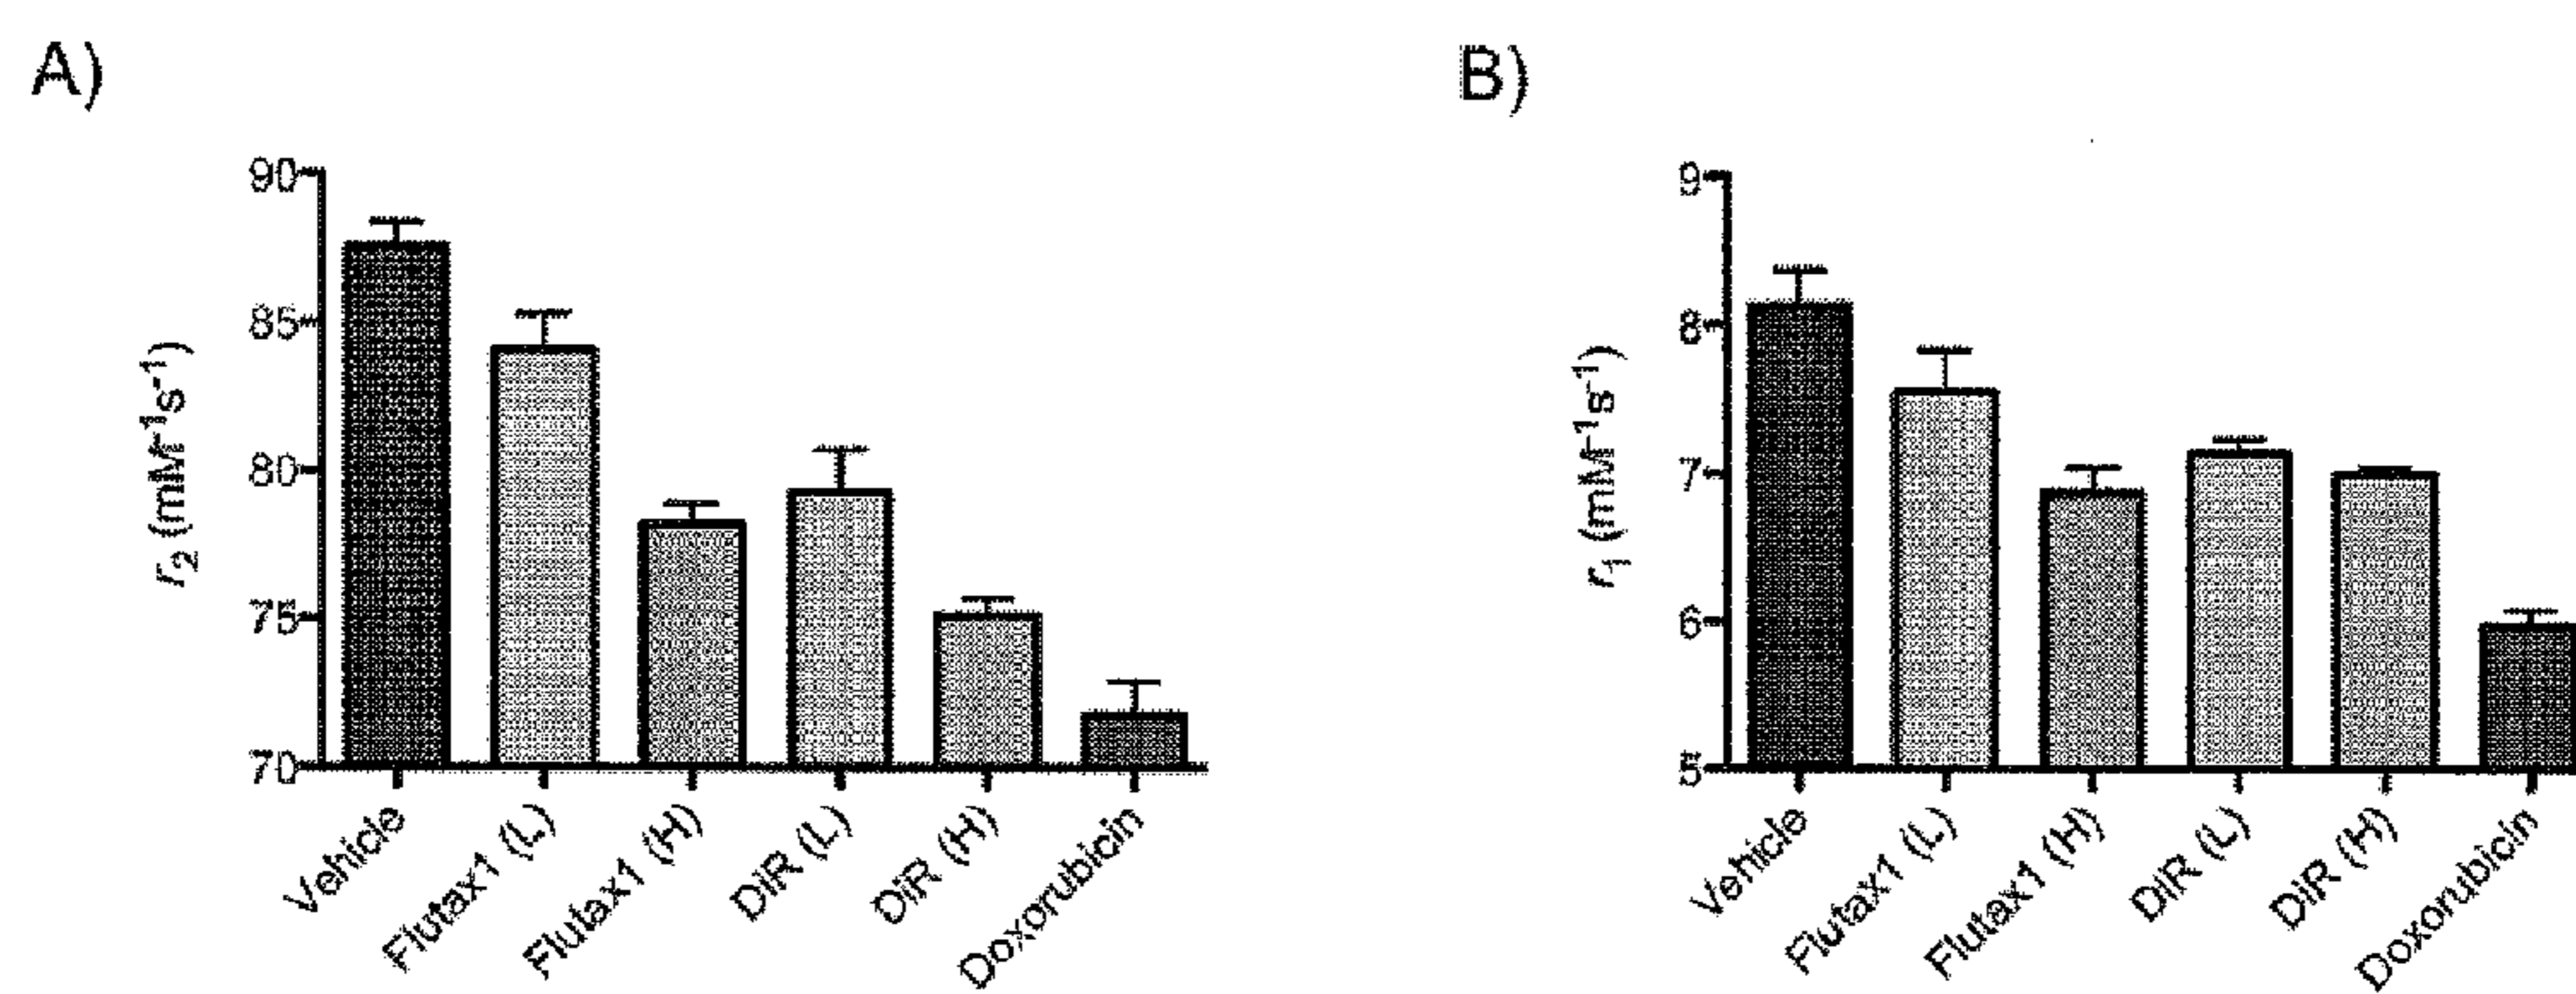 A)
r2 (mM-1s-1)
90
85
80
75
70
Vehicle
Flutax1 (L)
Flutax1 (H)
DiR (L)
DiR (H)
Doxorubicin
B)
r1 (mM-1s-1)
9
8
7
6
5
Vehicle
Flutax1 (L)
Flutax1 (H)
DiR (L)
DiR (H)
Doxorubicin